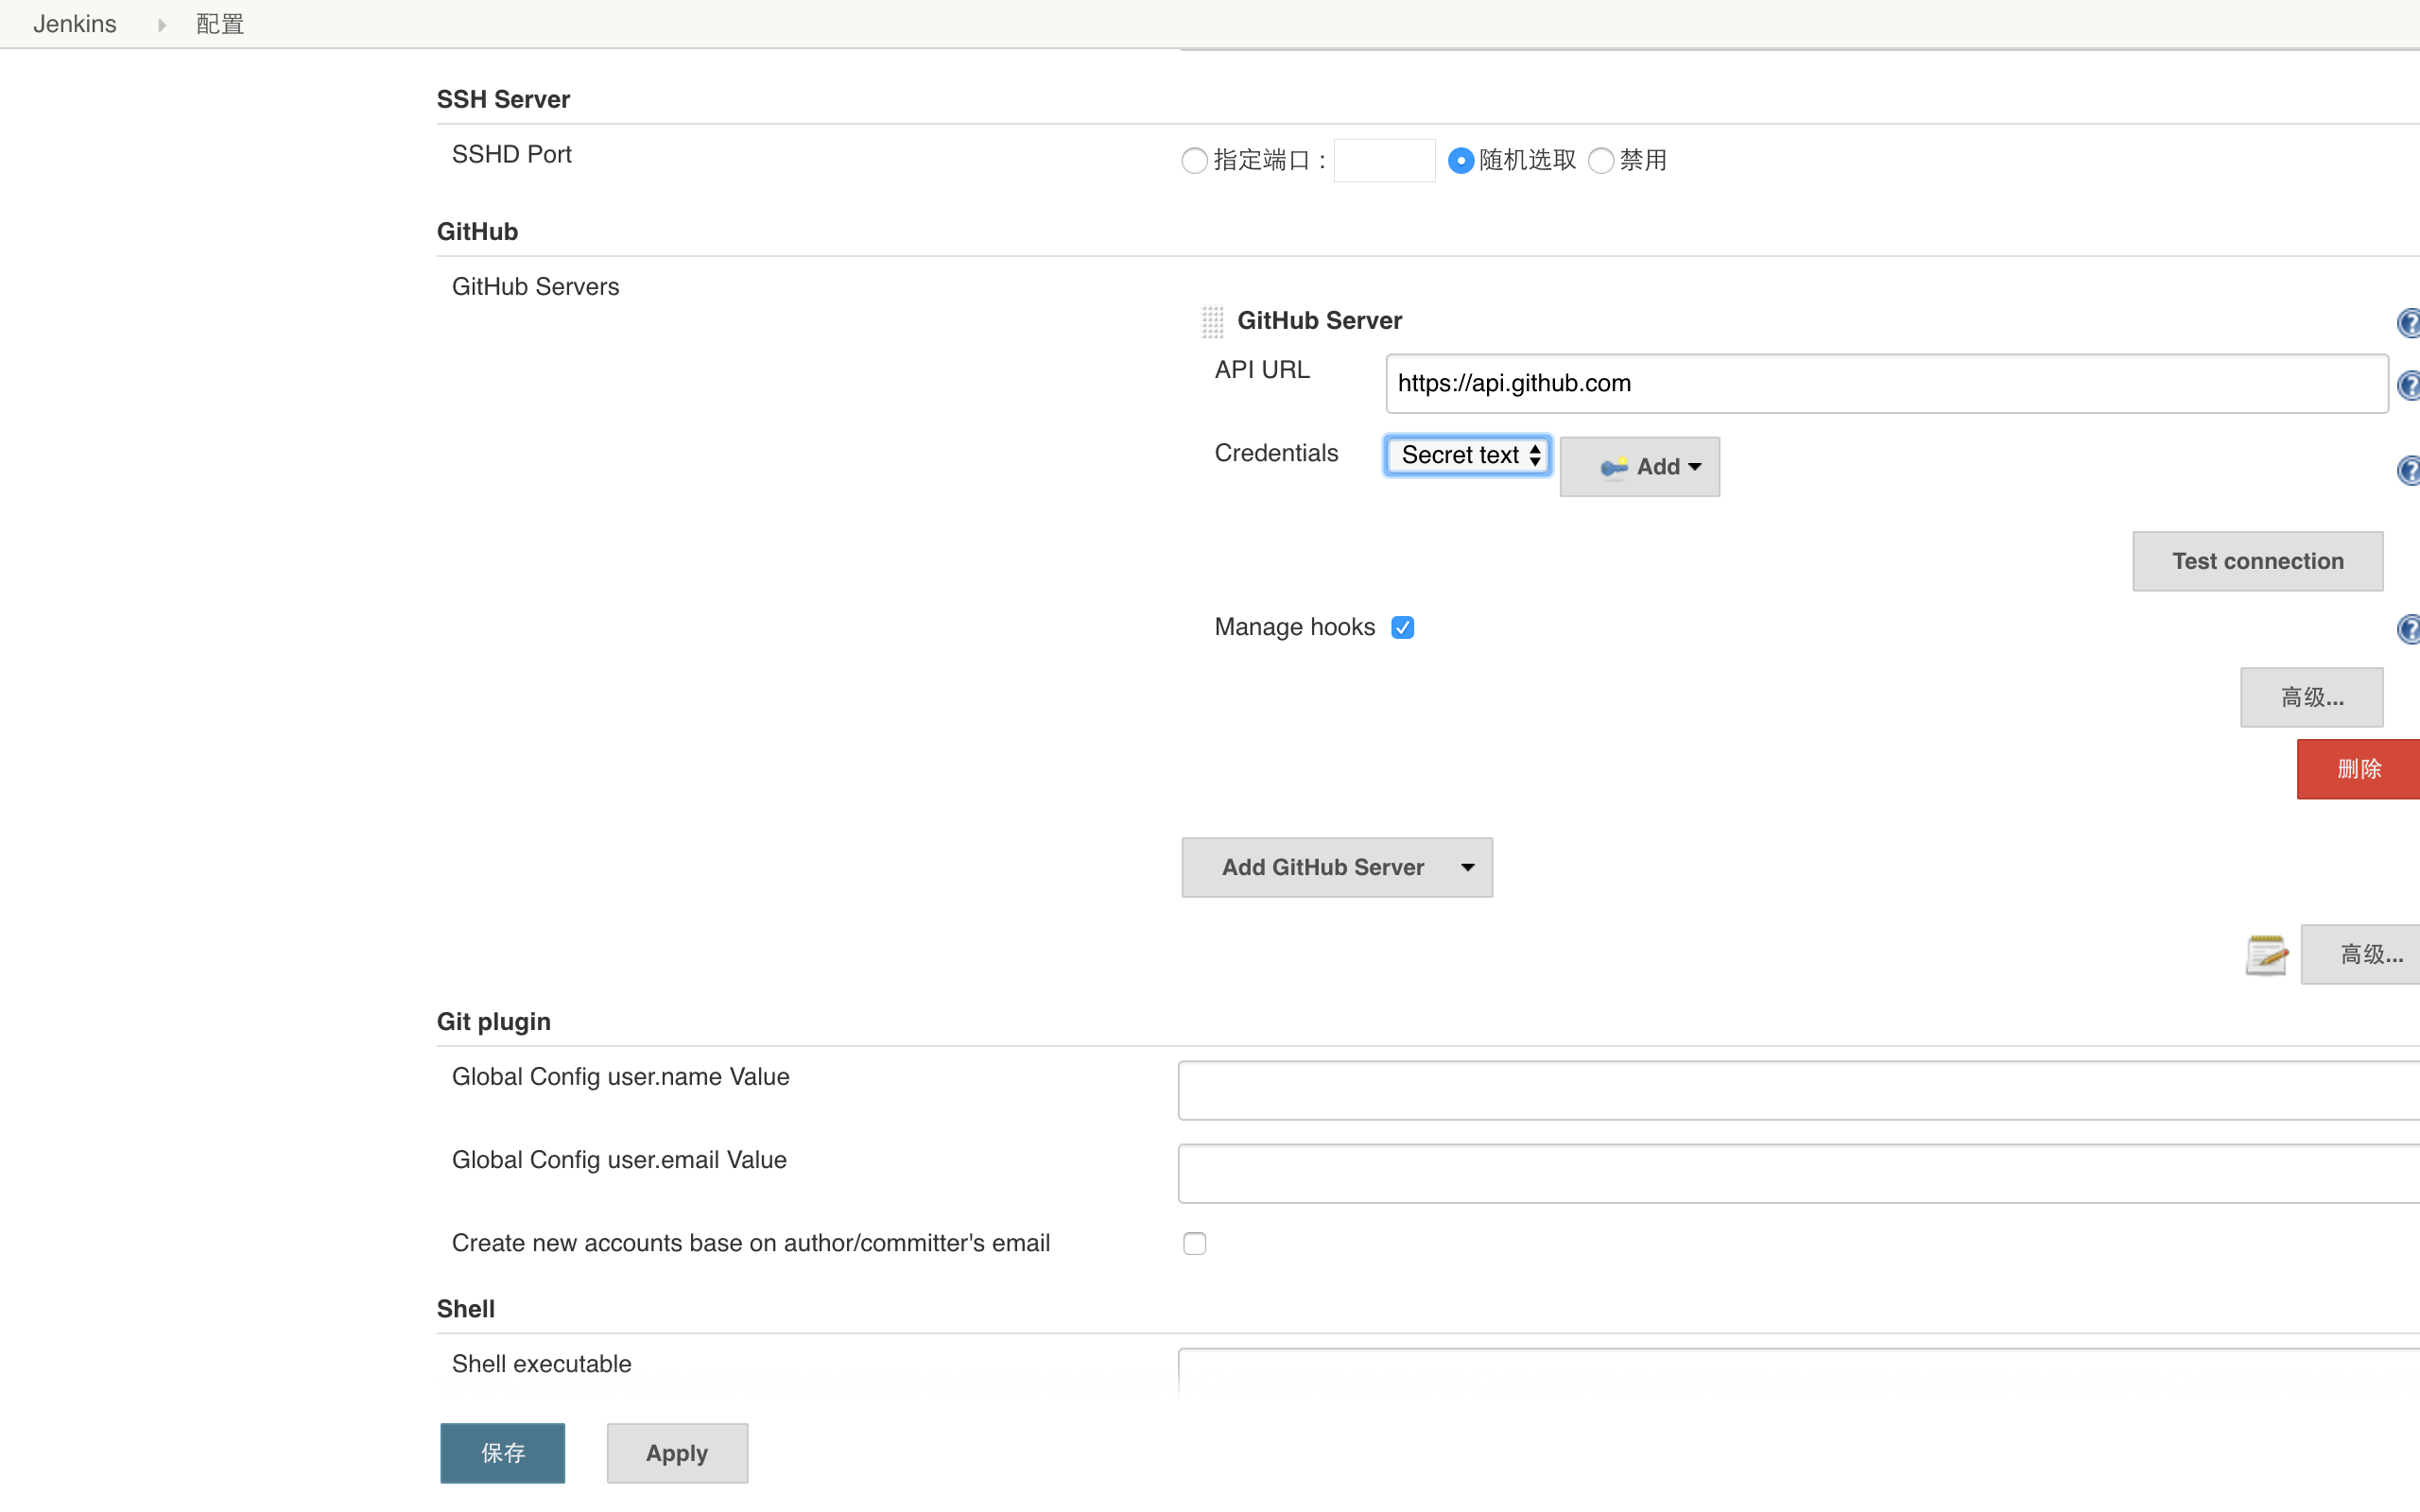 Jenkins 配置
SSH Server
SSHD Port 指定端口 : 随机选取 禁用
GitHub
GitHub Servers
GitHub Server
API URL https://api.github.com
Credentials Secret text Add
Test connection
Manage hooks
高级...
删除
Add GitHub Server
高级...
Git plugin
Global Config user.name Value
Global Config user.email Value
Create new accounts base on author/committer's email
Shell
Shell executable
保存 Apply